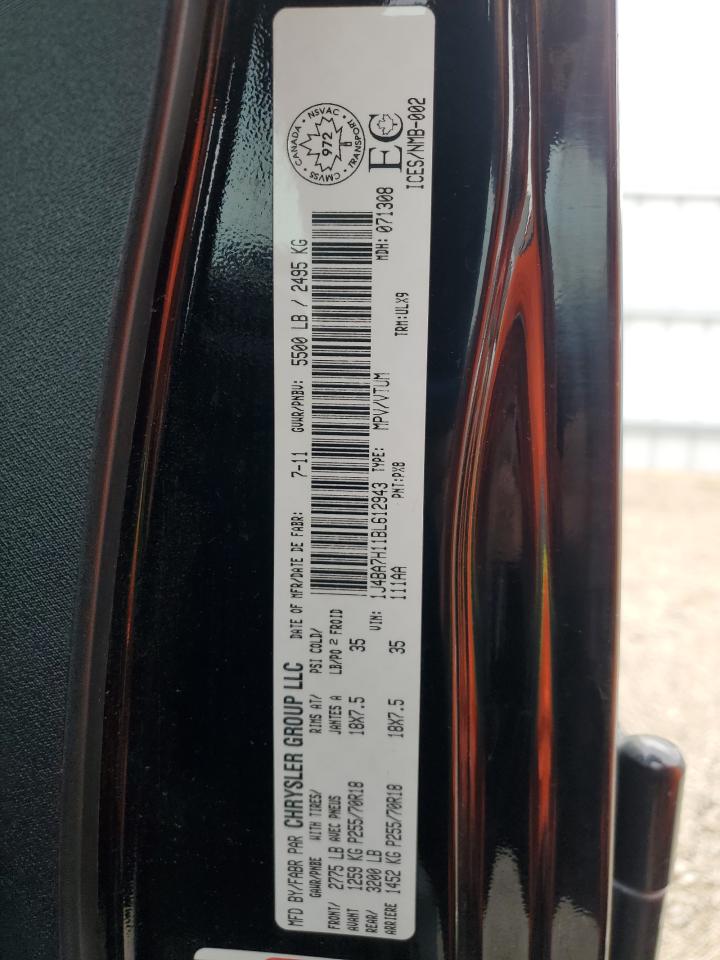 MFD BY/FABR PAR CHRYSLER GROUP LLC DATE OF MFR/DATE DE FABR: 7-11 GVWR/PNBV: 5500 LB / 2495 KG
GAWR/PNBE WITH TIRES/ RIMS AT/ PSI COLD/
AVEC PNEUS JANTES A LB/PO 2 FROID
FRONT/ 2775 LB
AVANT 1259 KG P255/70R18 18X7.5 35
REAR/ 3200 LB
ARRIERE 1452 KG P255/70R18 18X7.5 35
VIN: 1J4BA7H11BL612943 TYPE: MPV/VTUM MDH: 071308
111AA PNT:PX8 TRM:ULX9
CANADA • NSVAC • TRANSPORT • CMVSS •
972
EC
ICES/NMB-002